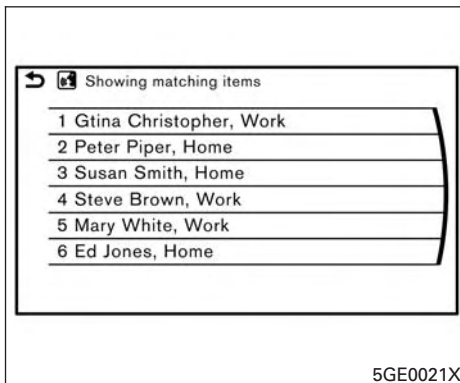 Showing matching items
1 Gtina Christopher, Work
2 Peter Piper, Home
3 Susan Smith, Home
4 Steve Brown, Work
5 Mary White, Work
6 Ed Jones, Home
5GE0021X